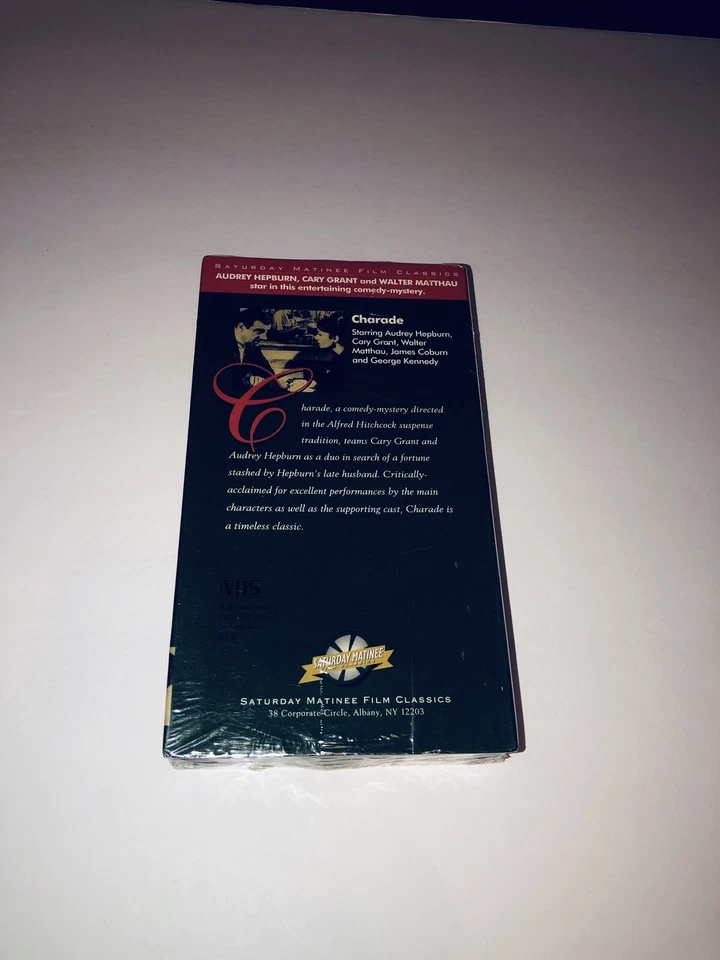 SATURDAY MATINEE FILM CLASSICS
AUDREY HEPBURN, CARY GRANT and WALTER MATTHAU
star in this entertaining comedy-mystery.
Charade
Starring Audrey Hepburn,
Cary Grant, Walter
Matthau, James Coburn
and George Kennedy
Charade, a comedy-mystery directed
in the Alfred Hitchcock suspense
tradition, teams Cary Grant and
Audrey Hepburn as a duo in search of a fortune
stashed by Hepburn's late husband. Critically-
acclaimed for excellent performances by the main
characters as well as the supporting cast, Charade is
a timeless classic.
VHS
SATURDAY MATINEE
SATURDAY MATINEE FILM CLASSICS
38 Corporate Circle, Albany, NY 12203